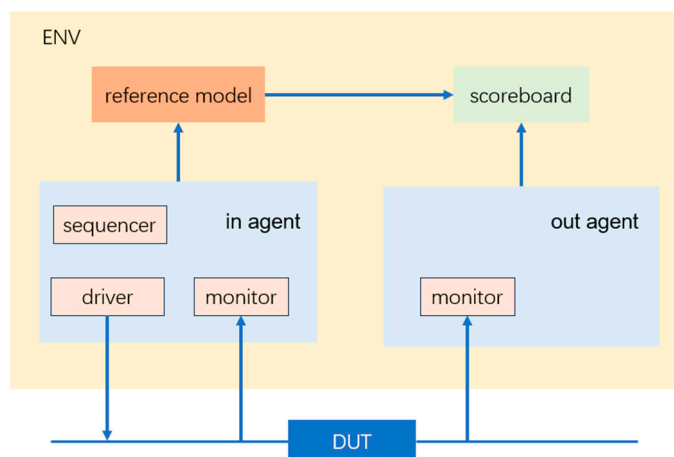 ENV
reference model
scoreboard
sequencer
in agent
out agent
driver
monitor
monitor
DUT